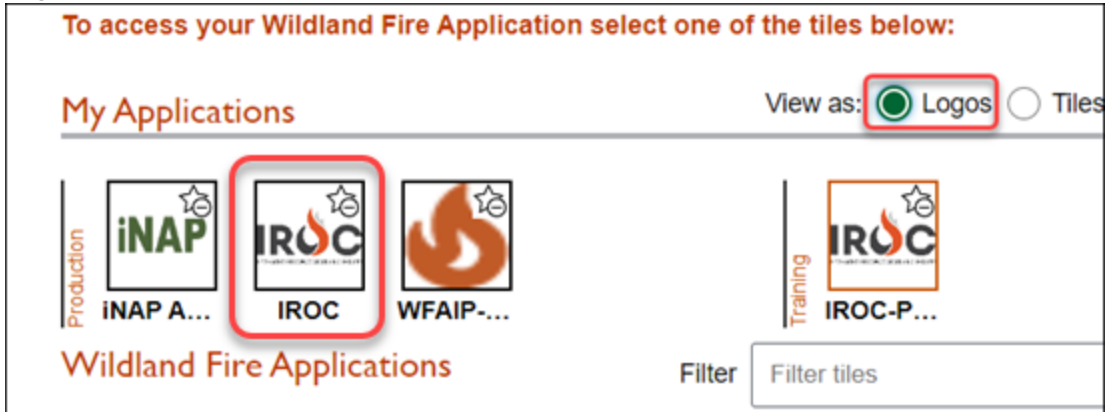 To access your Wildland Fire Application select one of the tiles below:
My Applications
View as: Logos Tiles
Production
iNAP
IROC
iNAP A...
IROC
WFAIP-...
Training
IROC
IROC-P...
Wildland Fire Applications
Filter
Filter tiles